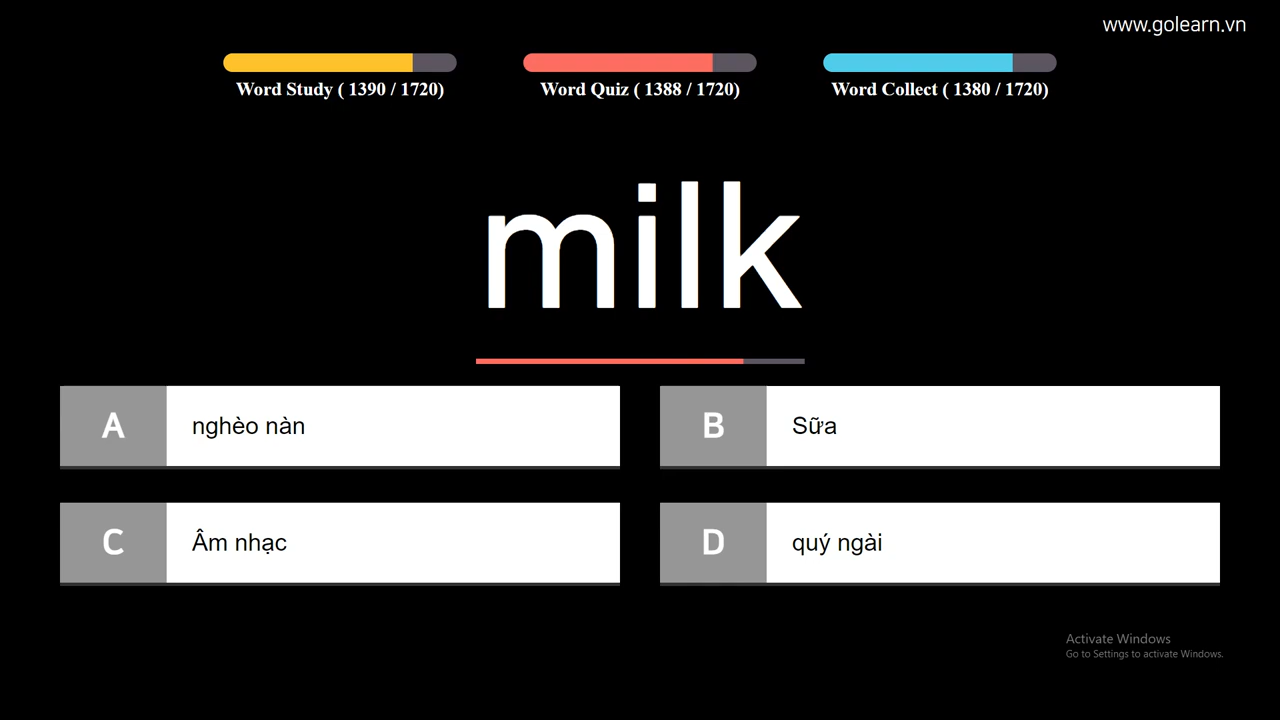 www.golearn.vn
Word Study ( 1390 / 1720)
Word Quiz ( 1388 / 1720)
Word Collect ( 1380 / 1720)
milk
A nghèo nàn
B Sữa
C Âm nhạc
D quý ngài
Activate Windows
Go to Settings to activate Windows.